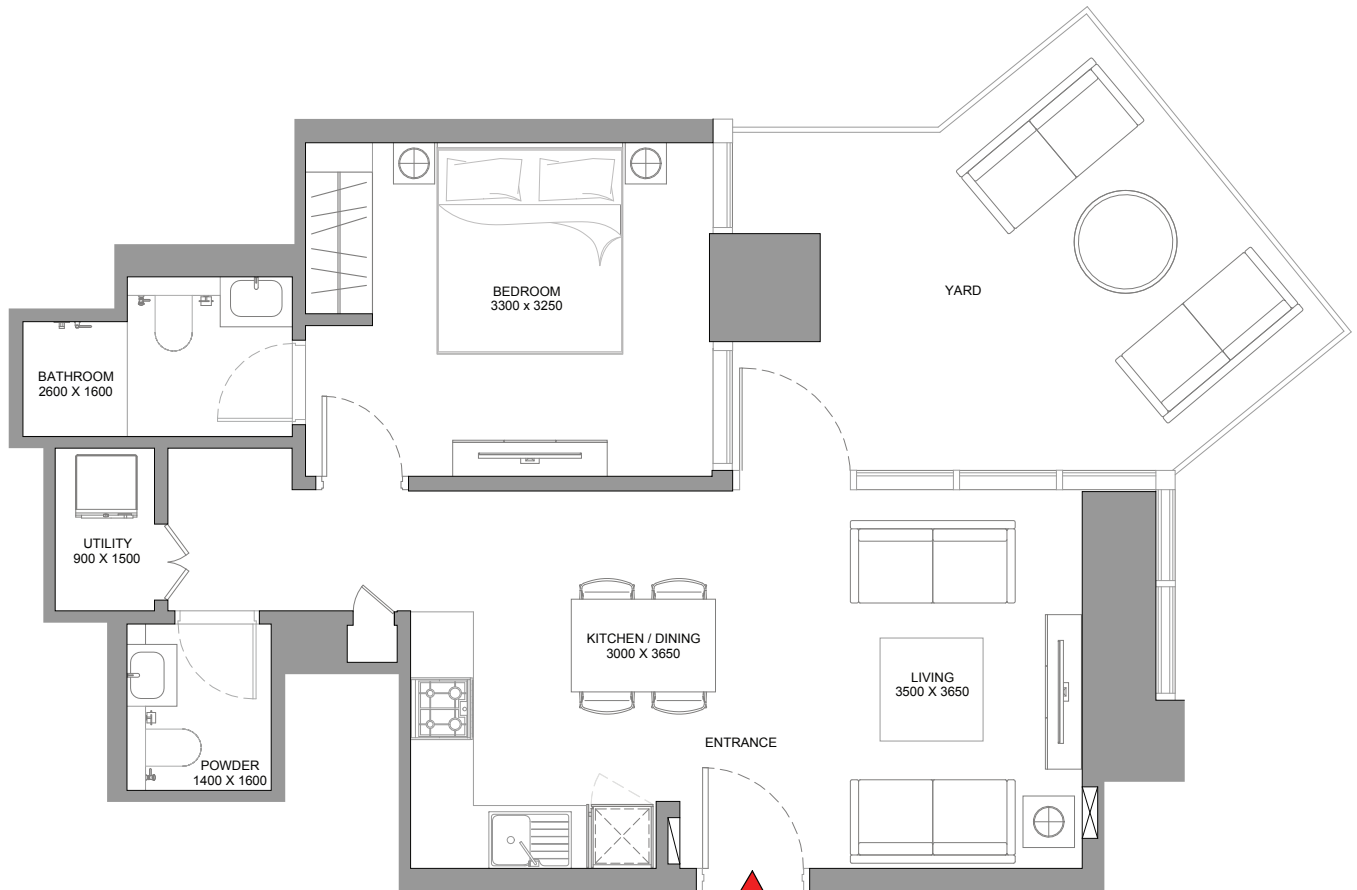 BEDROOM
3300 x 3250
YARD
BATHROOM
2600 X 1600
UTILITY
900 X 1500
KITCHEN / DINING
3000 X 3650
LIVING
3500 X 3650
ENTRANCE
POWDER
1400 X 1600